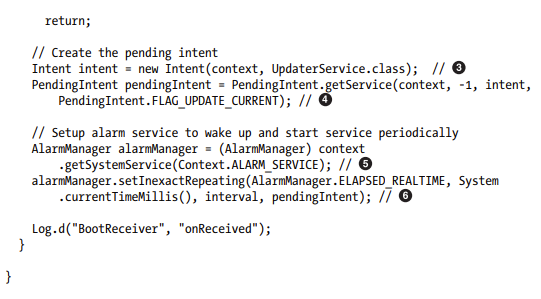 return;
// Create the pending intent
Intent intent = new Intent(context, UpdaterService.class);  // ❸
PendingIntent pendingIntent = PendingIntent.getService(context, -1, intent,
PendingIntent.FLAG_UPDATE_CURRENT); // ❹
// Setup alarm service to wake up and start service periodically
AlarmManager alarmManager = (AlarmManager) context
.getSystemService(Context.ALARM_SERVICE); // ❺
alarmManager.setInexactRepeating(AlarmManager.ELAPSED_REALTIME, System
.currentTimeMillis(), interval, pendingIntent); // ❻
Log.d("BootReceiver", "onReceived");
}
}